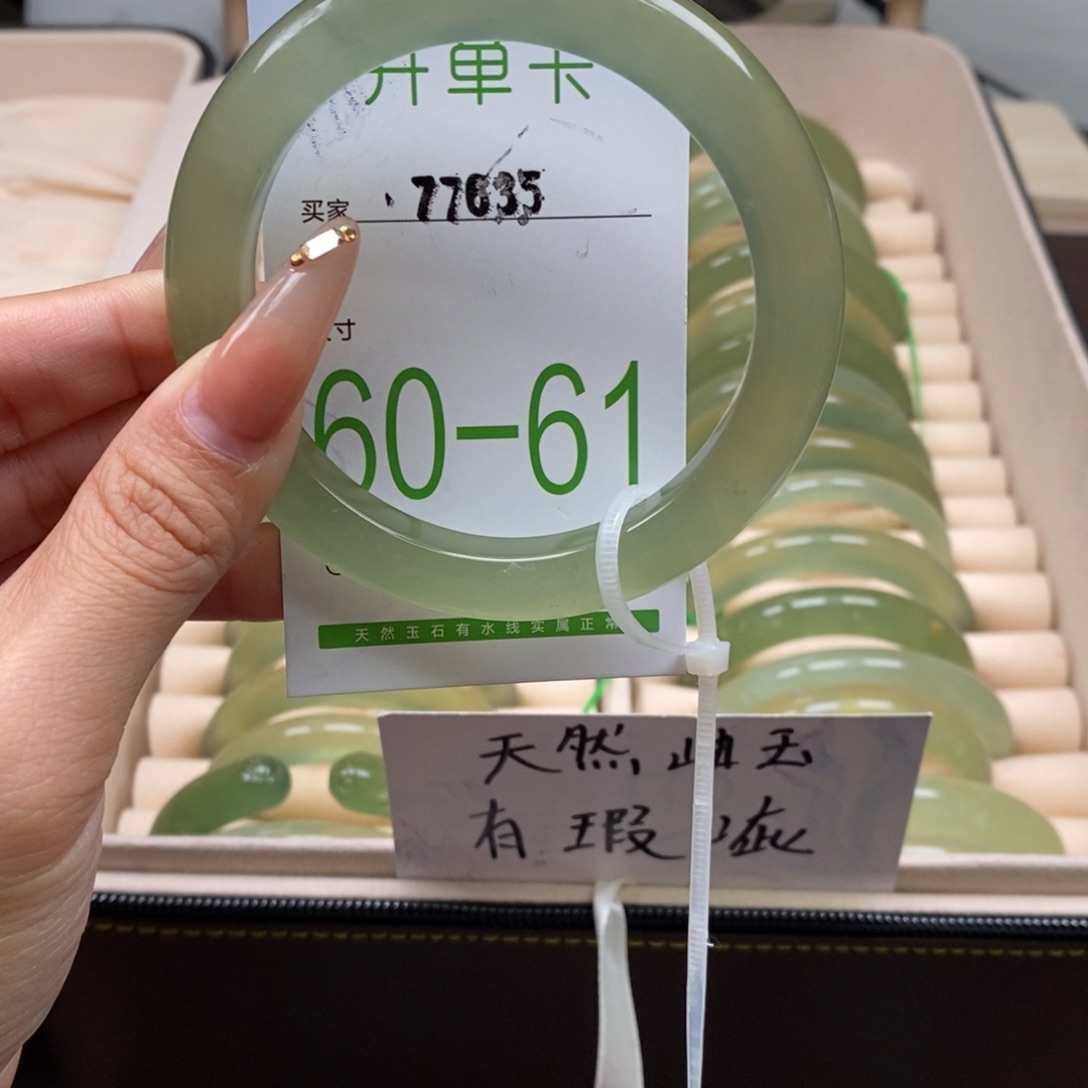 开单卡
买家 77635
寸
60-61
天然玉石有水线实属正常
天然岫玉
有瑕疵